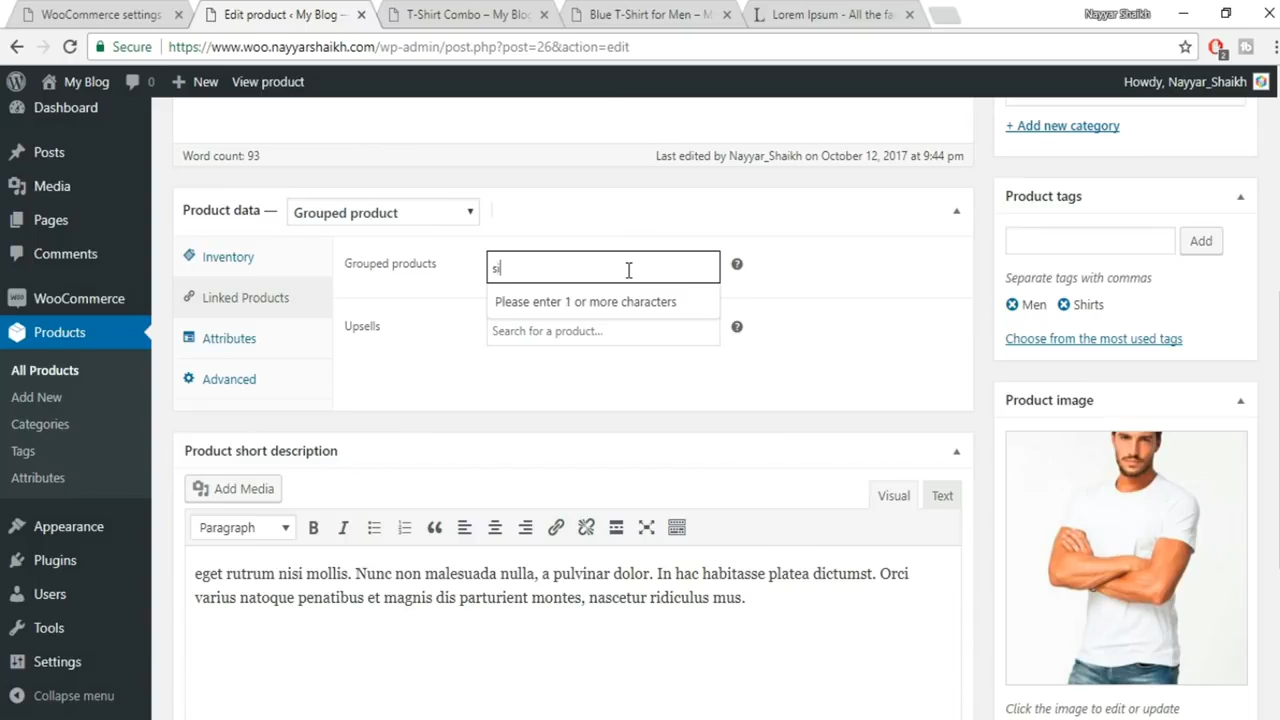 WooCommerce settings
Edit product ‹ My Blog —
T-Shirt Combo – My Blo
Blue T-Shirt for Men – M
Lorem Ipsum - All the fa
Nayyar Shaikh
Secure
https://www.woo.nayyarshaikh.com/wp-admin/post.php?post=26&action=edit
2
My Blog
0
New
View product
Howdy, Nayyar_Shaikh
Dashboard
Posts
Media
Pages
Comments
WooCommerce
Products
All Products
Add New
Categories
Tags
Attributes
Appearance
Plugins
Users
Tools
Settings
Collapse menu
Word count: 93
Last edited by Nayyar_Shaikh on October 12, 2017 at 9:44 pm
Product data —
Grouped product
Inventory
Linked Products
Attributes
Advanced
Grouped products
si
Please enter 1 or more characters
Upsells
Search for a product...
Product short description
Add Media
Visual
Text
Paragraph
B
I
eget rutrum nisi mollis. Nunc non malesuada nulla, a pulvinar dolor. In hac habitasse platea dictumst. Orci
varius natoque penatibus et magnis dis parturient montes, nascetur ridiculus mus.
+ Add new category
Product tags
Add
Separate tags with commas
Men
Shirts
Choose from the most used tags
Product image
Click the image to edit or update